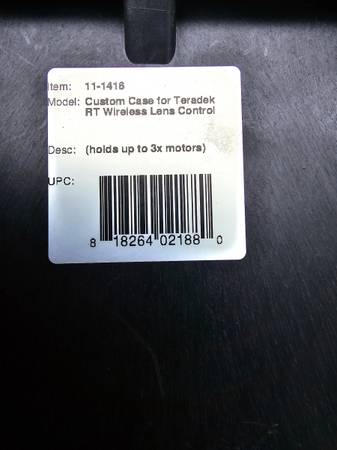 Item: 11-1416
Model: Custom Case for Teradek
RT Wireless Lens Control
Desc: (holds up to 3x motors)
UPC:
8 18264 02188 0